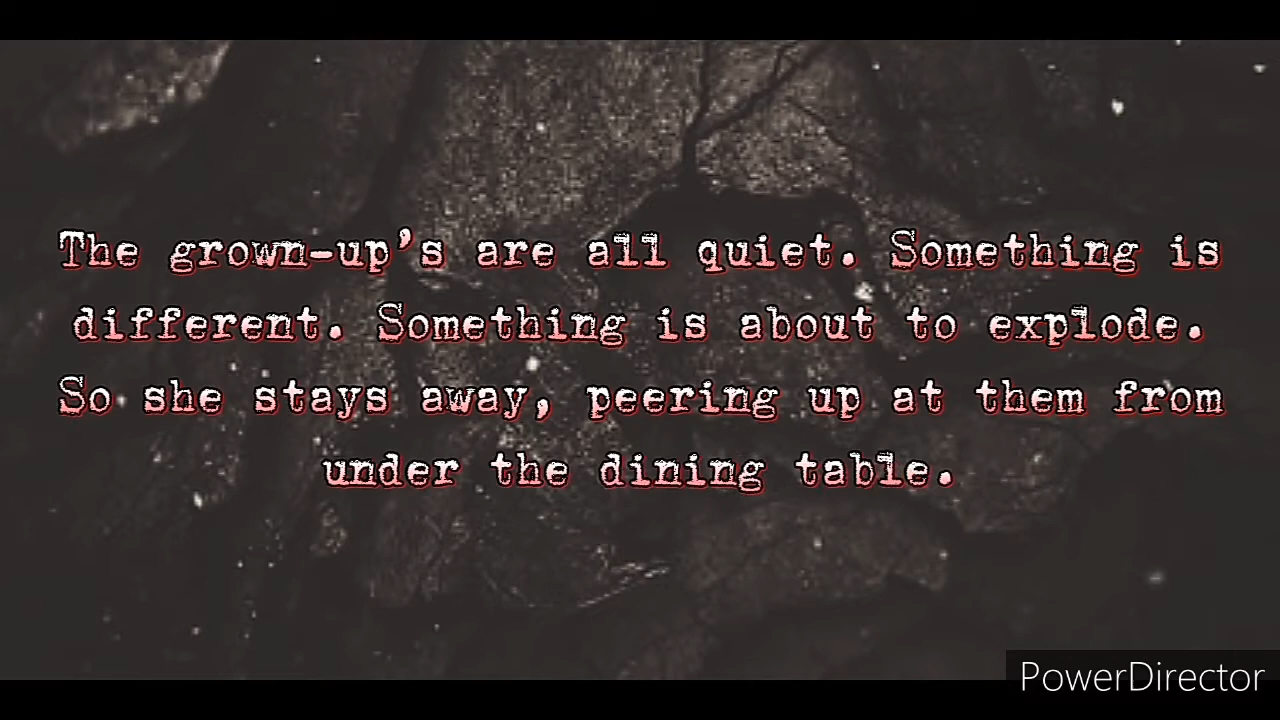 The grown-up's are all quiet. Something is
different. Something is about to explode.
So she stays away, peering up at them from
under the dining table.
PowerDirector